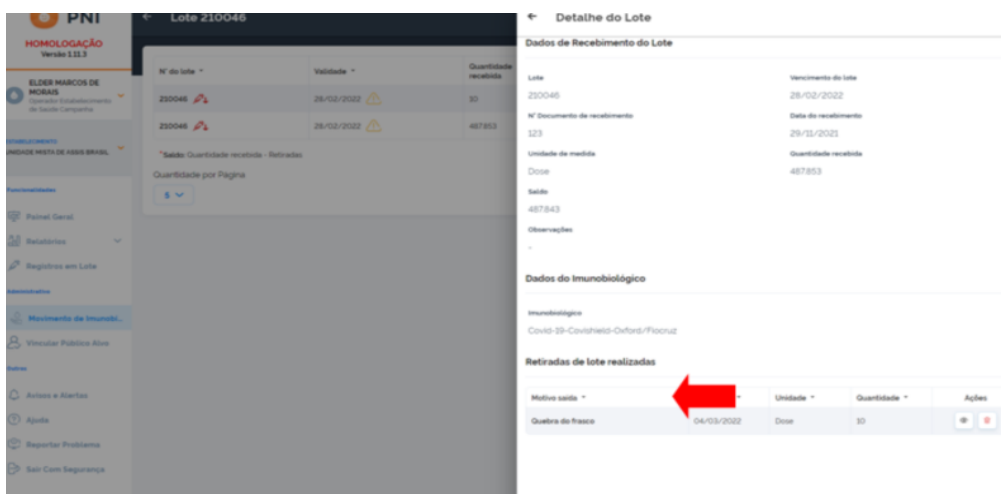 PNI
HOMOLOGAÇÃO
Versão 1.11.3
ELDER MARCOS DE
MORAIS
Operador Estabelecimento
de Saúde Campanha
ESTABELECIMENTO
UNIDADE MISTA DE ASSIS BRASIL
Funcionalidades
Painel Geral
Relatórios
Registros em Lote
Administrativo
Movimento de Imunobi...
Vincular Público Alvo
Outras
Avisos e Alertas
Ajuda
Reportar Problema
Sair Com Segurança
Lote 210046
N° do lote
Validade
Quantidade
recebida
210046
28/02/2022
10
210046
28/02/2022
487.853
*Saldo: Quantidade recebida - Retiradas
Quantidade por Página
5
Detalhe do Lote
Dados de Recebimento do Lote
Lote
Vencimento do lote
210046
28/02/2022
N° Documento de recebimento
Data do recebimento
123
29/11/2021
Unidade de medida
Quantidade recebida
Dose
487.853
Saldo
487.843
Observações
-
Dados do Imunobiológico
Imunobiológico
Covid-19-Covishield-Oxford/Fiocruz
Retiradas de lote realizadas
Motivo saída
Unidade
Quantidade
Ações
Quebra do frasco
04/03/2022
Dose
10